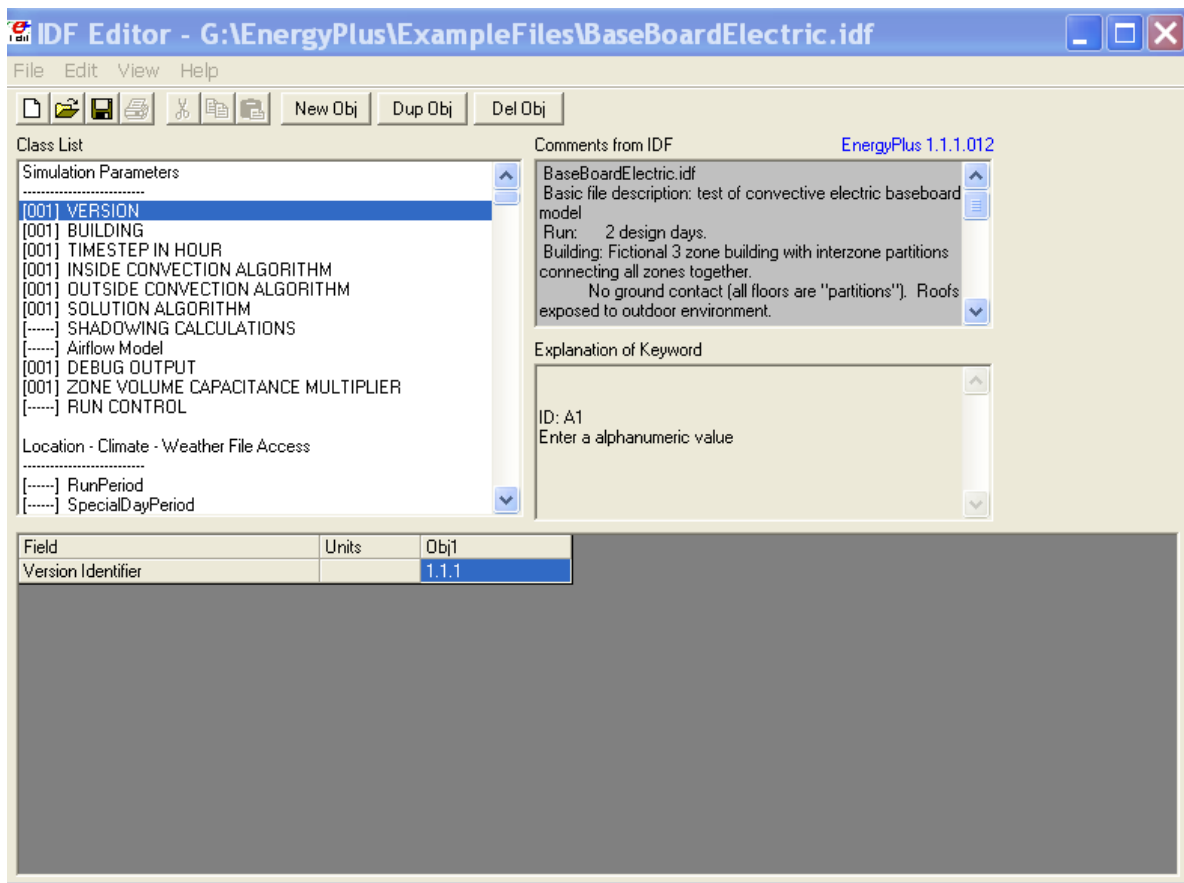 IDF Editor - G:\EnergyPlus\ExampleFiles\BaseBoardElectric.idf
File Edit View Help
New Obj Dup Obj Del Obj
Class List
Simulation Parameters
---------------------------
[001] VERSION
[001] BUILDING
[001] TIMESTEP IN HOUR
[001] INSIDE CONVECTION ALGORITHM
[001] OUTSIDE CONVECTION ALGORITHM
[001] SOLUTION ALGORITHM
[------] SHADOWING CALCULATIONS
[------] Airflow Model
[001] DEBUG OUTPUT
[001] ZONE VOLUME CAPACITANCE MULTIPLIER
[------] RUN CONTROL
Location - Climate - Weather File Access
---------------------------
[------] RunPeriod
[------] SpecialDayPeriod
Comments from IDF EnergyPlus 1.1.1.012
BaseBoardElectric.idf
Basic file description: test of convective electric baseboard
model
Run: 2 design days.
Building: Fictional 3 zone building with interzone partitions
connecting all zones together.
No ground contact (all floors are "partitions"). Roofs
exposed to outdoor environment.
Explanation of Keyword
ID: A1
Enter a alphanumeric value
Field Units Obj1
Version Identifier 1.1.1